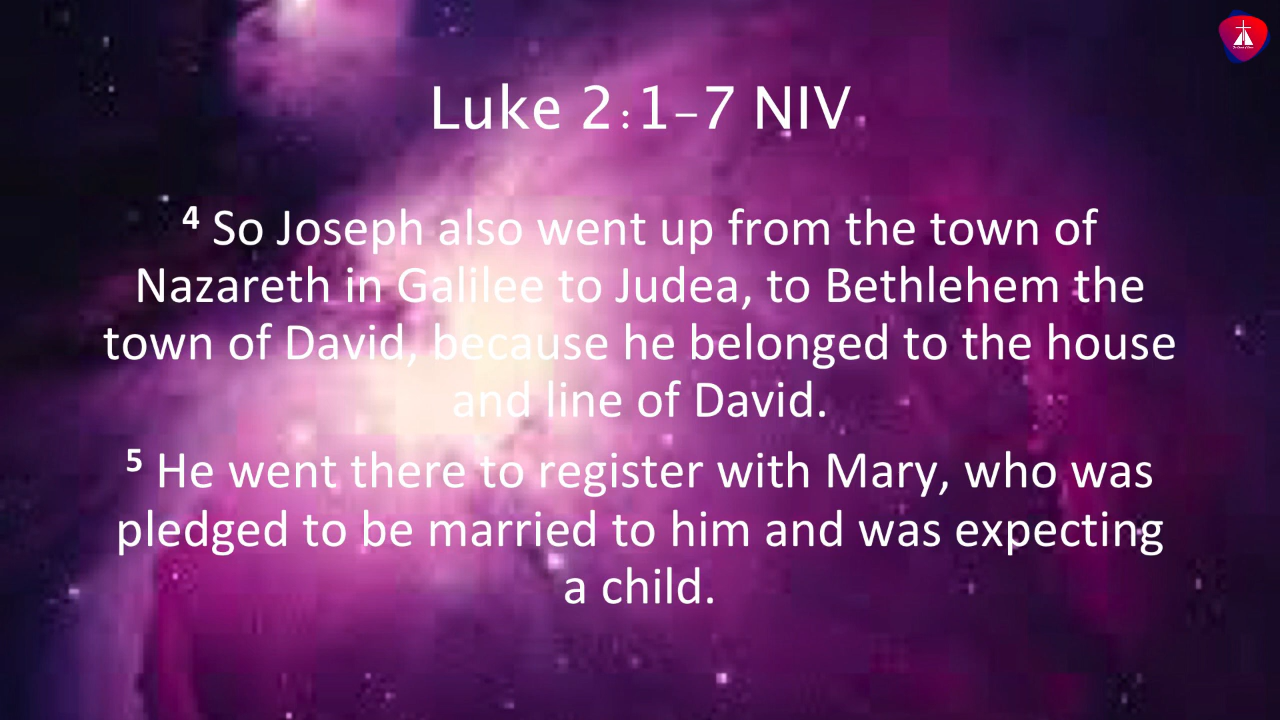 Luke 2:1-7 NIV
4 So Joseph also went up from the town of
Nazareth in Galilee to Judea, to Bethlehem the
town of David, because he belonged to the house
and line of David.
5 He went there to register with Mary, who was
pledged to be married to him and was expecting
a child.